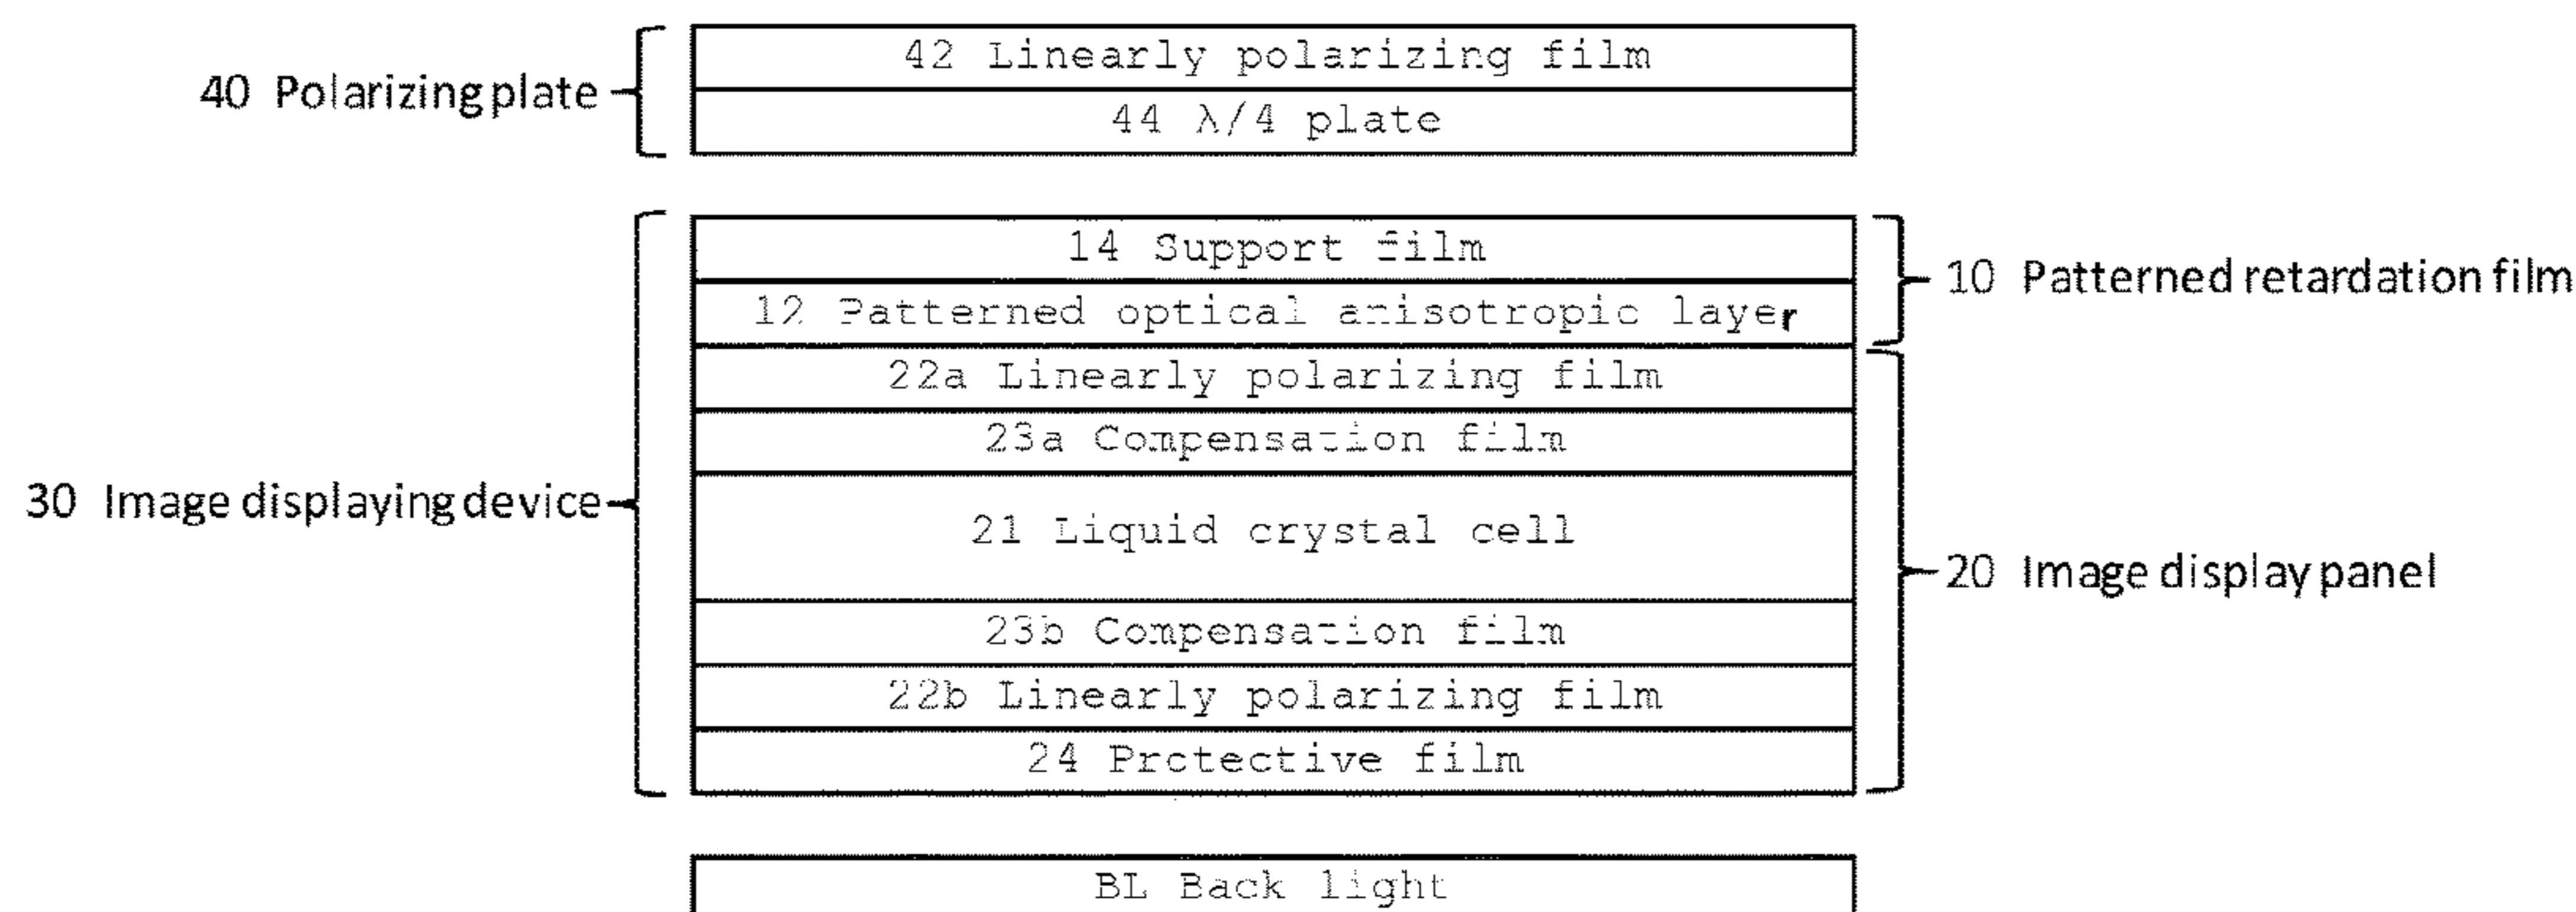 42 Linearly polarizing film
40 Polarizing plate
44 λ/4 plate
14 Support film
10 Patterned retardation film
12 Patterned optical anisotropic layer
22a Linearly polarizing film
23a Compensation film
30 Image displaying device
21 Liquid crystal cell
20 Image display panel
23b Compensation film
22b Linearly polarizing film
24 Protective film
BL Back light